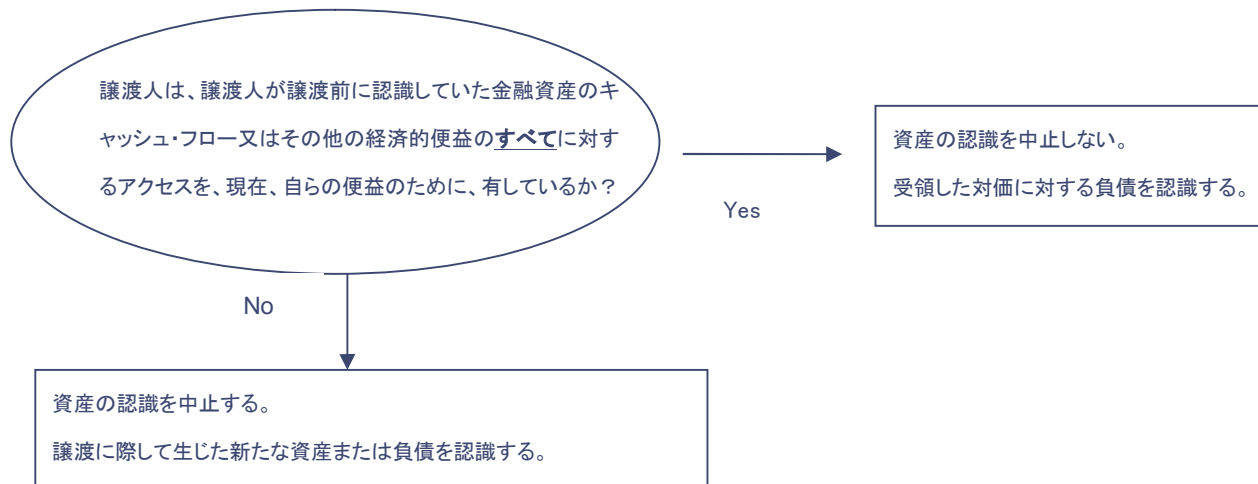 譲渡人は、譲渡人が譲渡前に認識していた金融資産のキ
ャッシュ・フロー又はその他の経済的便益のすべてに対す
るアクセスを、現在、自らの便益のために、有しているか？
資産の認識を中止しない。
受領した対価に対する負債を認識する。
Yes
No
資産の認識を中止する。
譲渡に際して生じた新たな資産または負債を認識する。